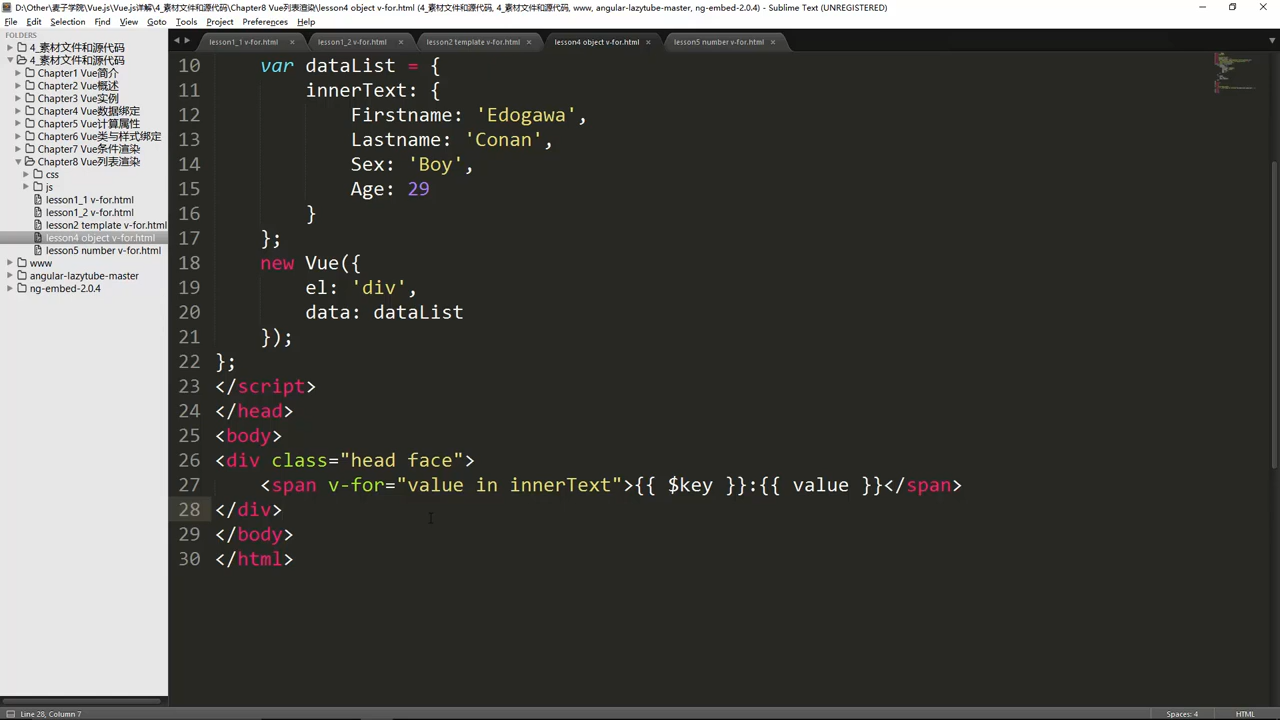 D:\Other\麦子学院\Vue.js\Vue.js详解\4_素材文件和源代码\Chapter8 Vue列表渲染\lesson4 object v-for.html (4_素材文件和源代码, 4_素材文件和源代码, www, angular-lazytube-master, ng-embed-2.0.4) - Sublime Text (UNREGISTERED)
File Edit Selection Find View Goto Tools Project Preferences Help
FOLDERS
4_素材文件和源代码
4_素材文件和源代码
Chapter1 Vue简介
Chapter2 Vue概述
Chapter3 Vue实例
Chapter4 Vue数据绑定
Chapter5 Vue计算属性
Chapter6 Vue类与样式绑定
Chapter7 Vue条件渲染
Chapter8 Vue列表渲染
css
js
lesson1_1 v-for.html
lesson1_2 v-for.html
lesson2 template v-for.html
lesson4 object v-for.html
lesson5 number v-for.html
www
angular-lazytube-master
ng-embed-2.0.4
lesson1_1 v-for.html × lesson1_2 v-for.html × lesson2 template v-for.html × lesson4 object v-for.html × lesson5 number v-for.html ×
10 var dataList = {
11 innerText: {
12 Firstname: 'Edogawa',
13 Lastname: 'Conan',
14 Sex: 'Boy',
15 Age: 29
16 }
17 };
18 new Vue({
19 el: 'div',
20 data: dataList
21 });
22 };
23 </script>
24 </head>
25 <body>
26 <div class="head face">
27 <span v-for="value in innerText">{{ $key }}:{{ value }}</span>
28 </div>
29 </body>
30 </html>
Line 28, Column 7
Spaces: 4
HTML